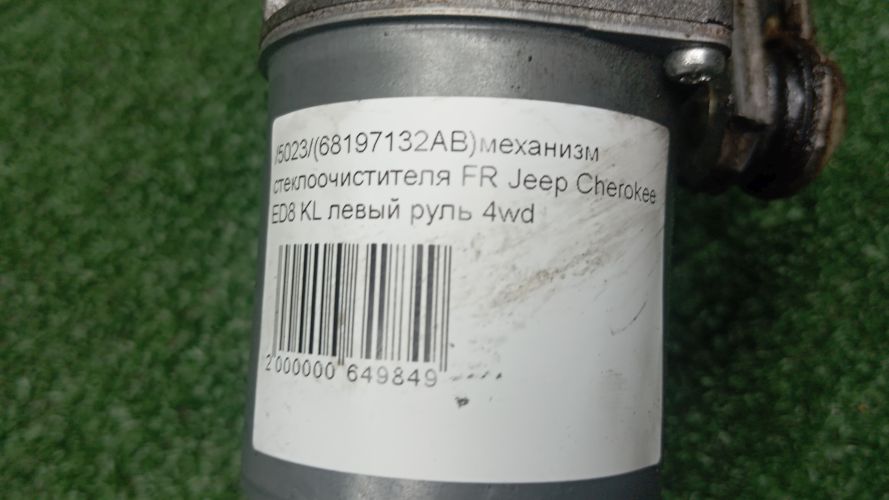 /5023/(68197132AB)механизм
стеклоочистителя FR Jeep Cherokee
ED8 KL левый руль 4wd
2 000000 649849